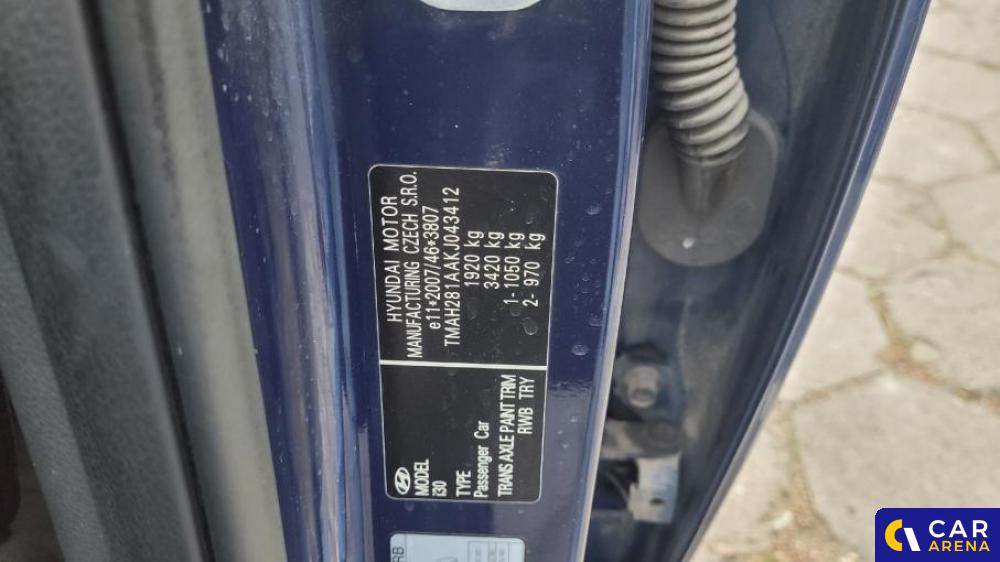 HYUNDAI MOTOR
MANUFACTURING CZECH S.R.O.
e11*2007/46*3807
TMAH281AAKJ043412
1920 kg
3420 kg
1- 1050 kg
2- 970 kg
MODEL
i30
TYPE
Passenger Car
TRANS AXLE PAINT TRIM
RWB TRY
RB
CAR
ARENA